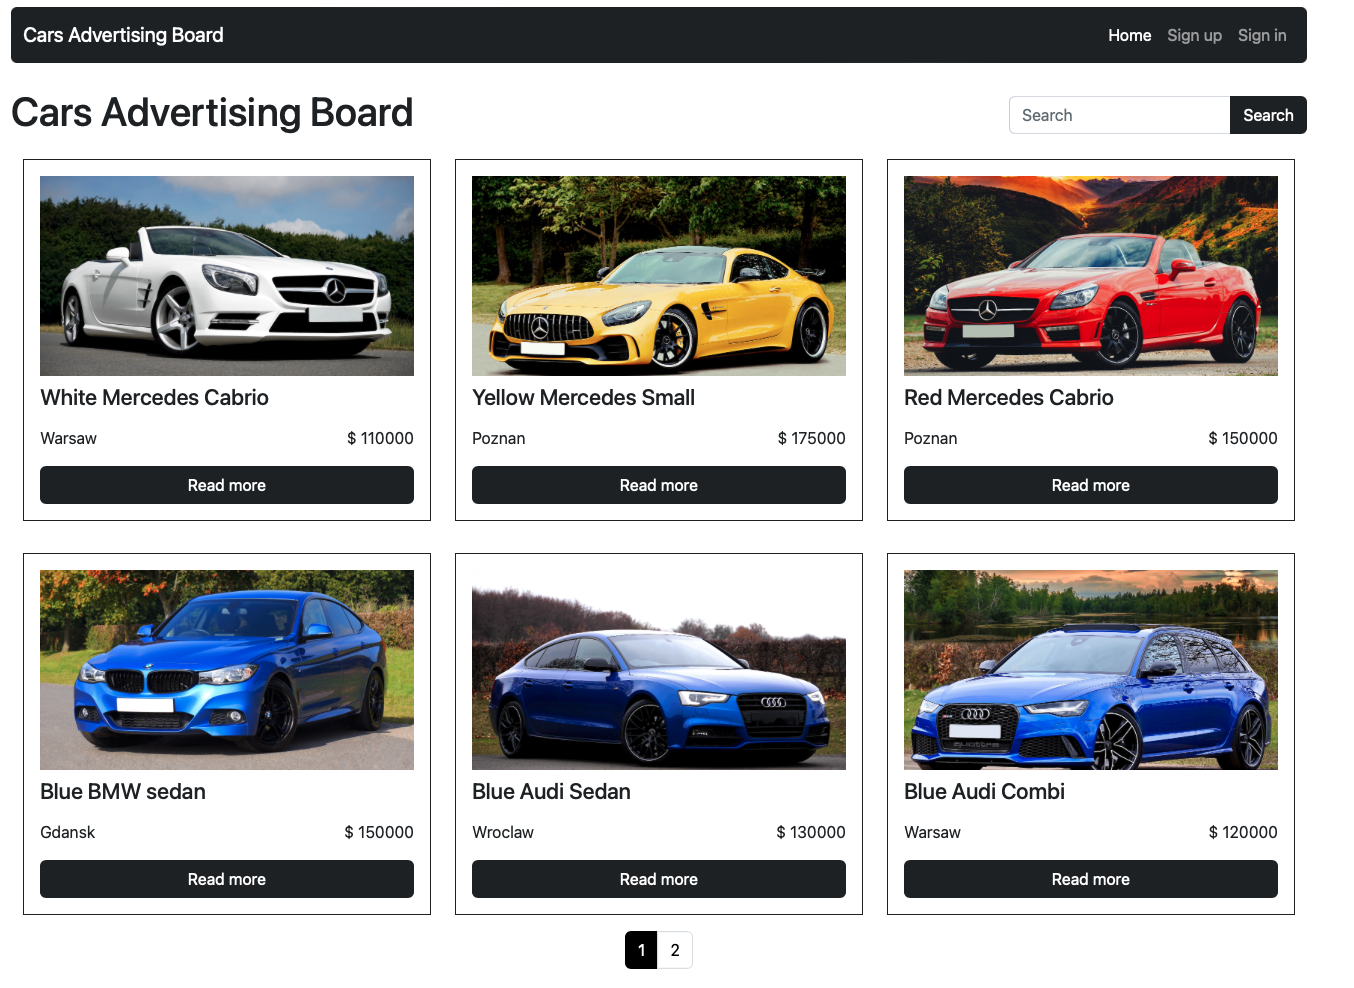 Cars Advertising Board
Home Sign up Sign in
Cars Advertising Board
Search Search
White Mercedes Cabrio
Warsaw $ 110000
Read more
Yellow Mercedes Small
Poznan $ 175000
Read more
Red Mercedes Cabrio
Poznan $ 150000
Read more
Blue BMW sedan
Gdansk $ 150000
Read more
Blue Audi Sedan
Wroclaw $ 130000
Read more
quattro
Blue Audi Combi
Warsaw $ 120000
Read more
1 2